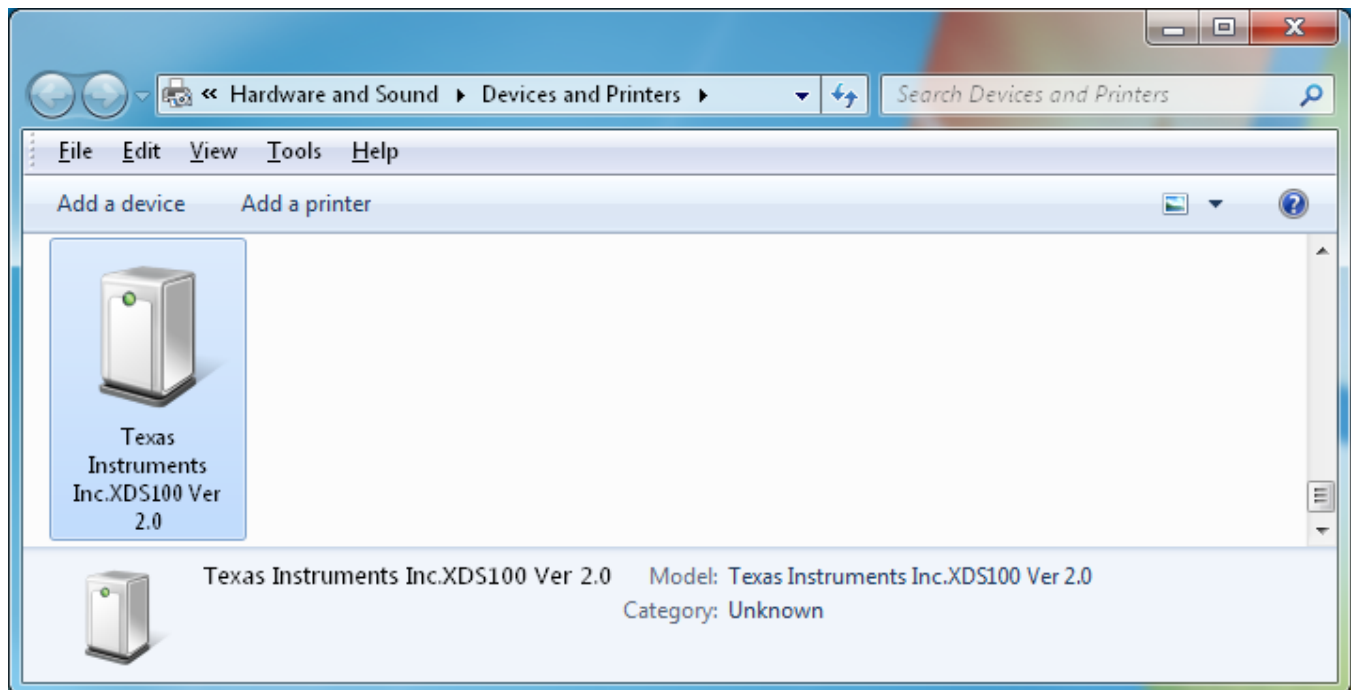 « Hardware and Sound ▸ Devices and Printers ▸ Search Devices and Printers
File Edit View Tools Help
Add a device Add a printer
Texas
Instruments
Inc.XDS100 Ver
2.0
Texas Instruments Inc.XDS100 Ver 2.0 Model: Texas Instruments Inc.XDS100 Ver 2.0
Category: Unknown